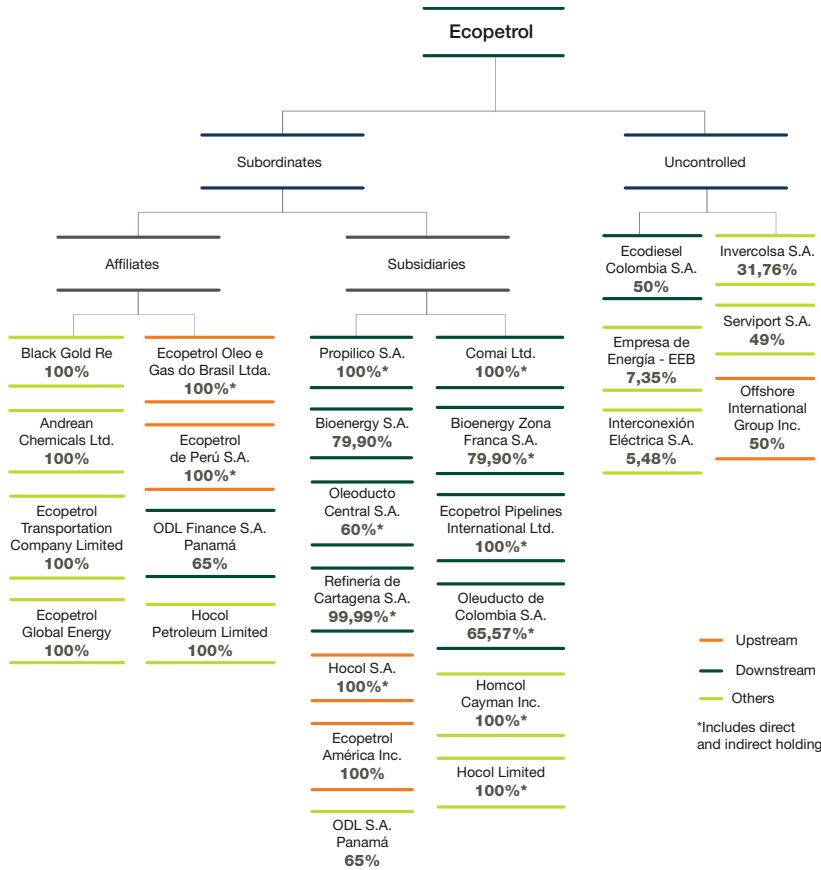 Ecopetrol
Subordinates
Uncontrolled
Affiliates
Subsidiaries
Black Gold Re
100%
Andrean
Chemicals Ltd.
100%
Ecopetrol
Transportation
Company Limited
100%
Ecopetrol
Global Energy
100%
Ecopetrol Oleo e
Gas do Brasil Ltda.
100%*
Ecopetrol
de Perú S.A.
100%*
ODL Finance S.A.
Panamá
65%
Hocol
Petroleum Limited
100%
Propilico S.A.
100%*
Bioenergy S.A.
79,90%
Oleoducto
Central S.A.
60%*
Refinería de
Cartagena S.A.
99,99%*
Hocol S.A.
100%*
Ecopetrol
América Inc.
100%
ODL S.A.
Panamá
65%
Comai Ltd.
100%*
Bioenergy Zona
Franca S.A.
79,90%*
Ecopetrol Pipelines
International Ltd.
100%*
Oleuducto de
Colombia S.A.
65,57%*
Homcol
Cayman Inc.
100%*
Hocol Limited
100%*
Ecodiesel
Colombia S.A.
50%
Empresa de
Energía - EEB
7,35%
Interconexión
Eléctrica S.A.
5,48%
Invercolsa S.A.
31,76%
Serviport S.A.
49%
Offshore
International
Group Inc.
50%
Upstream
Downstream
Others
*Includes direct
and indirect holding